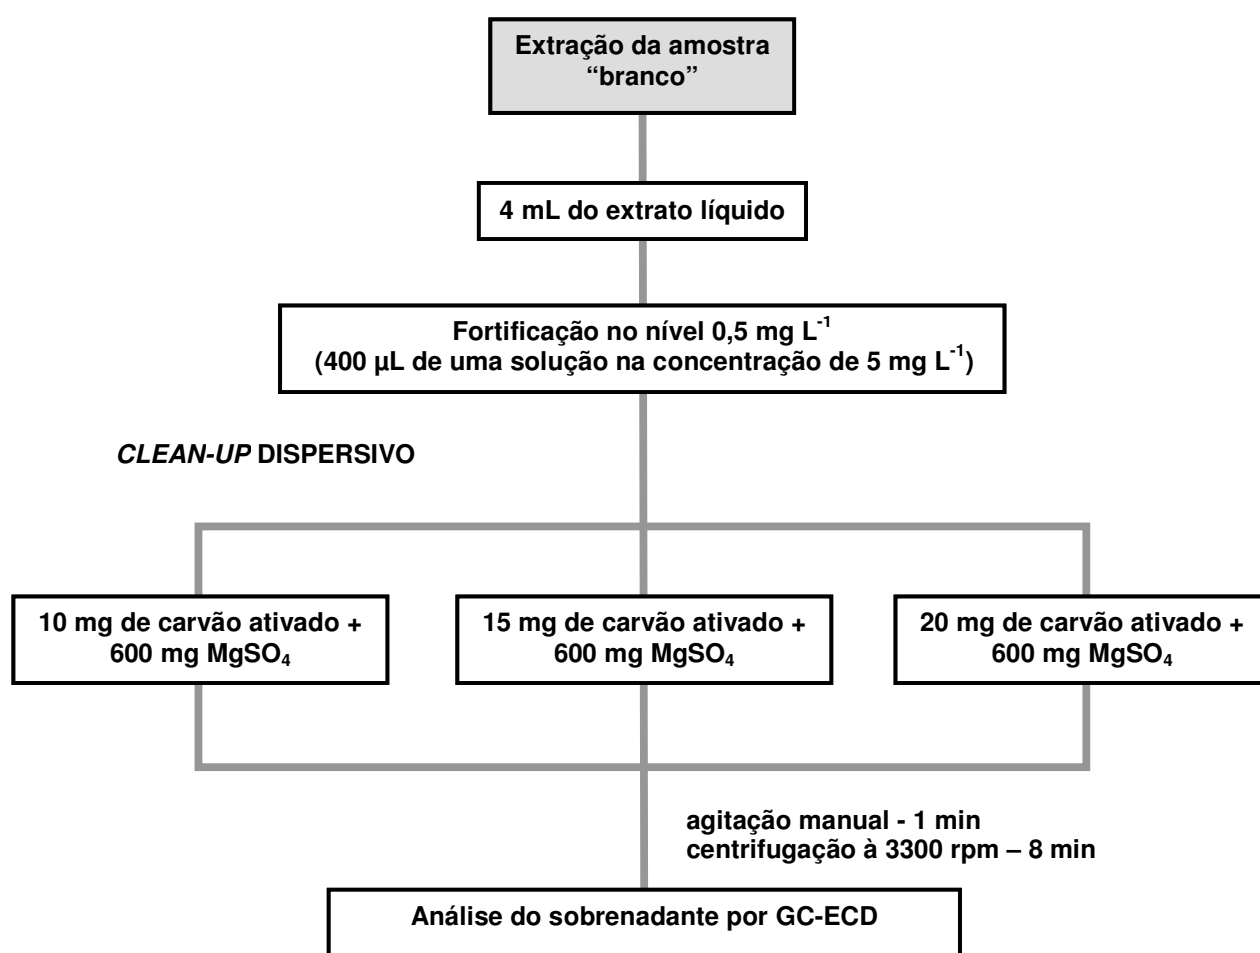 Extração da amostra
“branco”
4 mL do extrato líquido
Fortificação no nível 0,5 mg L⁻¹
(400 µL de uma solução na concentração de 5 mg L⁻¹)
CLEAN-UP DISPERSIVO
10 mg de carvão ativado +
600 mg MgSO₄
15 mg de carvão ativado +
600 mg MgSO₄
20 mg de carvão ativado +
600 mg MgSO₄
agitação manual - 1 min
centrifugação à 3300 rpm – 8 min
Análise do sobrenadante por GC-ECD